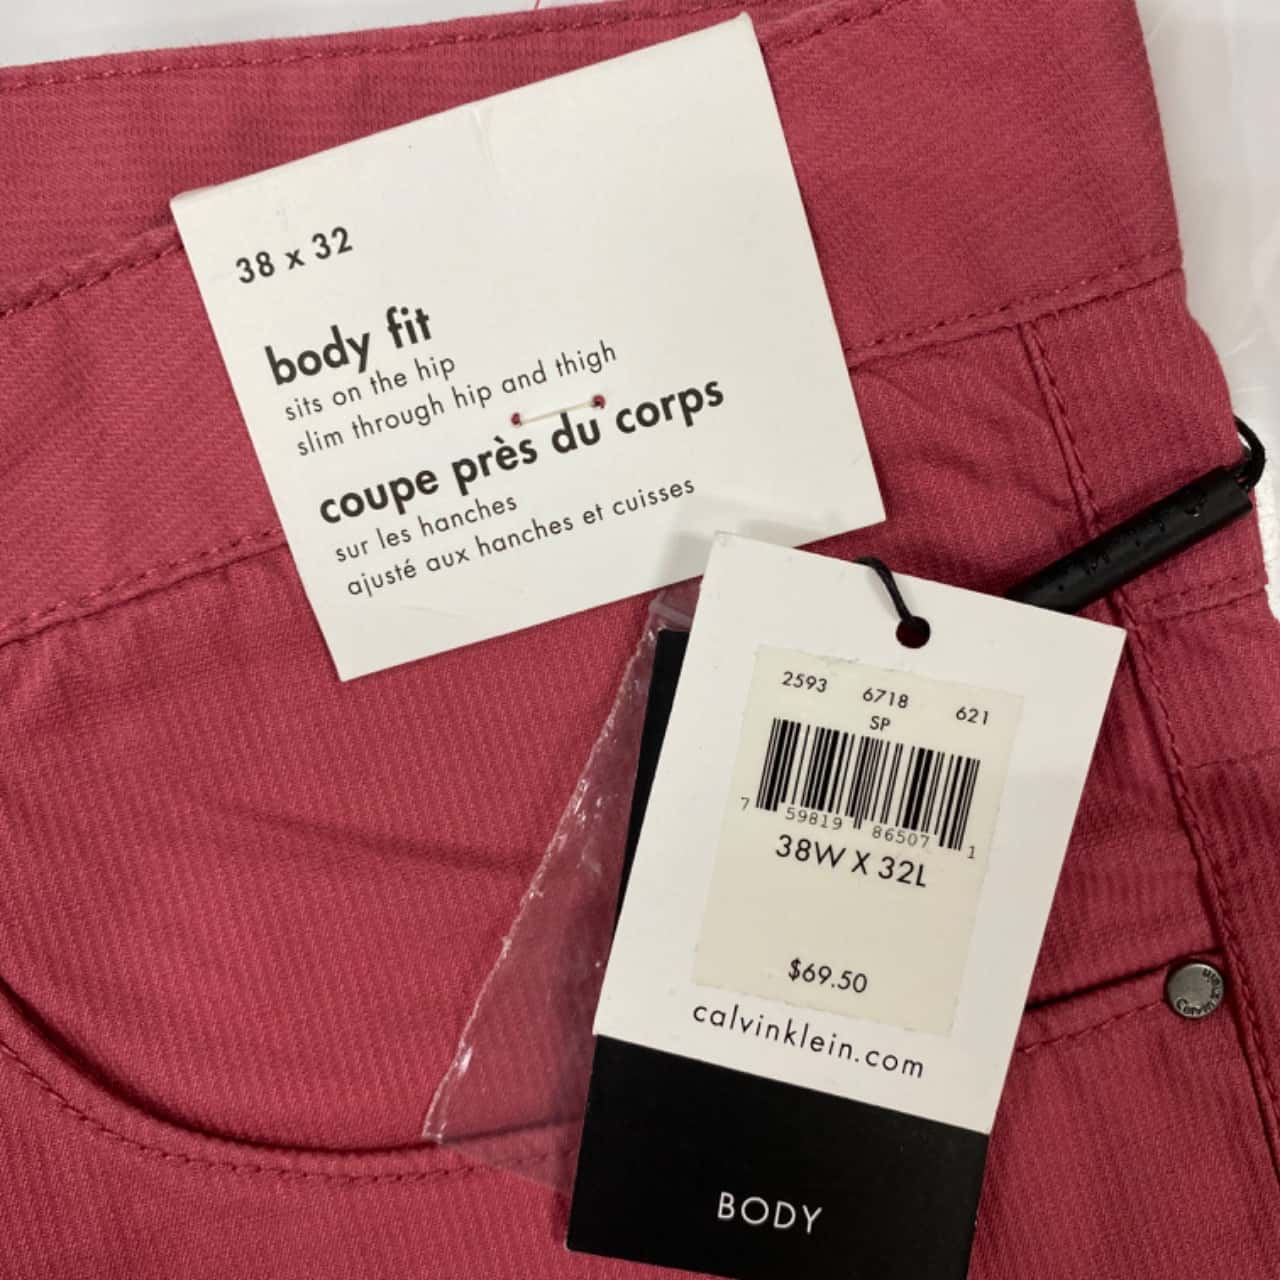 38 x 32
body fit
sits on the hip
slim through hip and thigh
coupe près du corps
sur les hanches
ajusté aux hanches et cuisses
2593 6718 621
SP
7 59819 86507 1
38W X 32L
$69.50
calvinklein.com
BODY
Calvin Klein